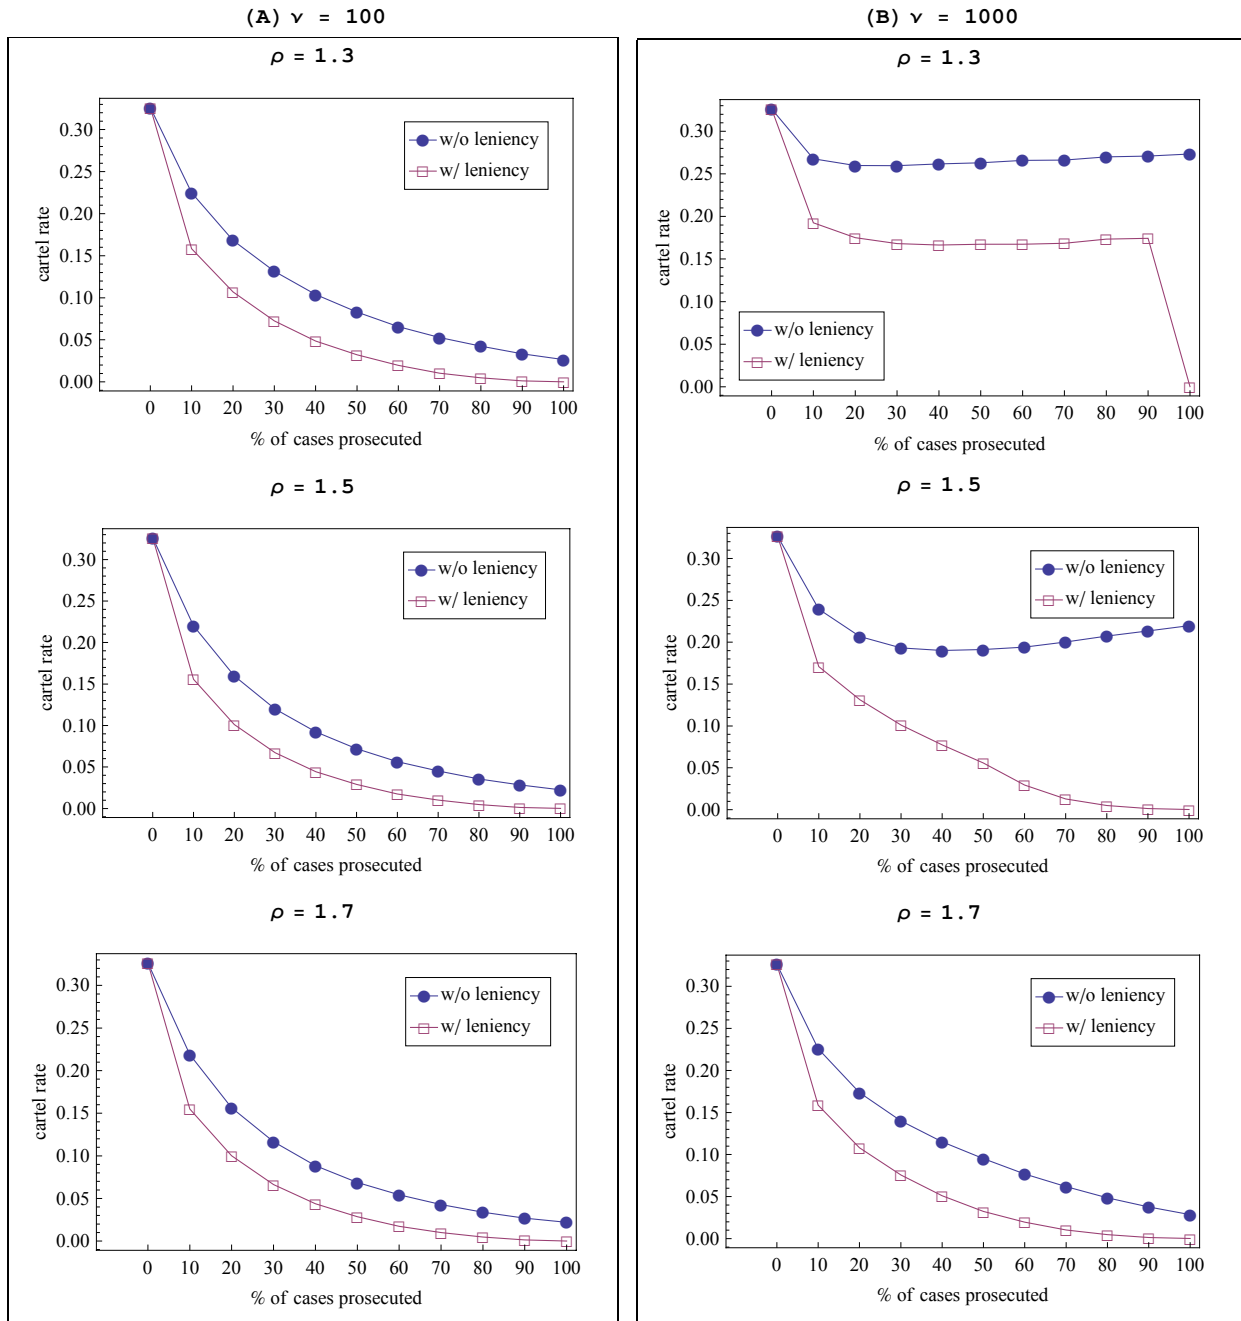 (A) ν = 100
ρ = 1.3
0.30
0.25
0.20
0.15
0.10
0.05
0.00
cartel rate
w/o leniency
w/ leniency
0 10 20 30 40 50 60 70 80 90 100
% of cases prosecuted
ρ = 1.5
0.30
0.25
0.20
0.15
0.10
0.05
0.00
cartel rate
w/o leniency
w/ leniency
0 10 20 30 40 50 60 70 80 90 100
% of cases prosecuted
ρ = 1.7
0.30
0.25
0.20
0.15
0.10
0.05
0.00
cartel rate
w/o leniency
w/ leniency
0 10 20 30 40 50 60 70 80 90 100
% of cases prosecuted
(B) ν = 1000
ρ = 1.3
0.30
0.25
0.20
0.15
0.10
0.05
0.00
cartel rate
w/o leniency
w/ leniency
0 10 20 30 40 50 60 70 80 90 100
% of cases prosecuted
ρ = 1.5
0.30
0.25
0.20
0.15
0.10
0.05
0.00
cartel rate
w/o leniency
w/ leniency
0 10 20 30 40 50 60 70 80 90 100
% of cases prosecuted
ρ = 1.7
0.30
0.25
0.20
0.15
0.10
0.05
0.00
cartel rate
w/o leniency
w/ leniency
0 10 20 30 40 50 60 70 80 90 100
% of cases prosecuted